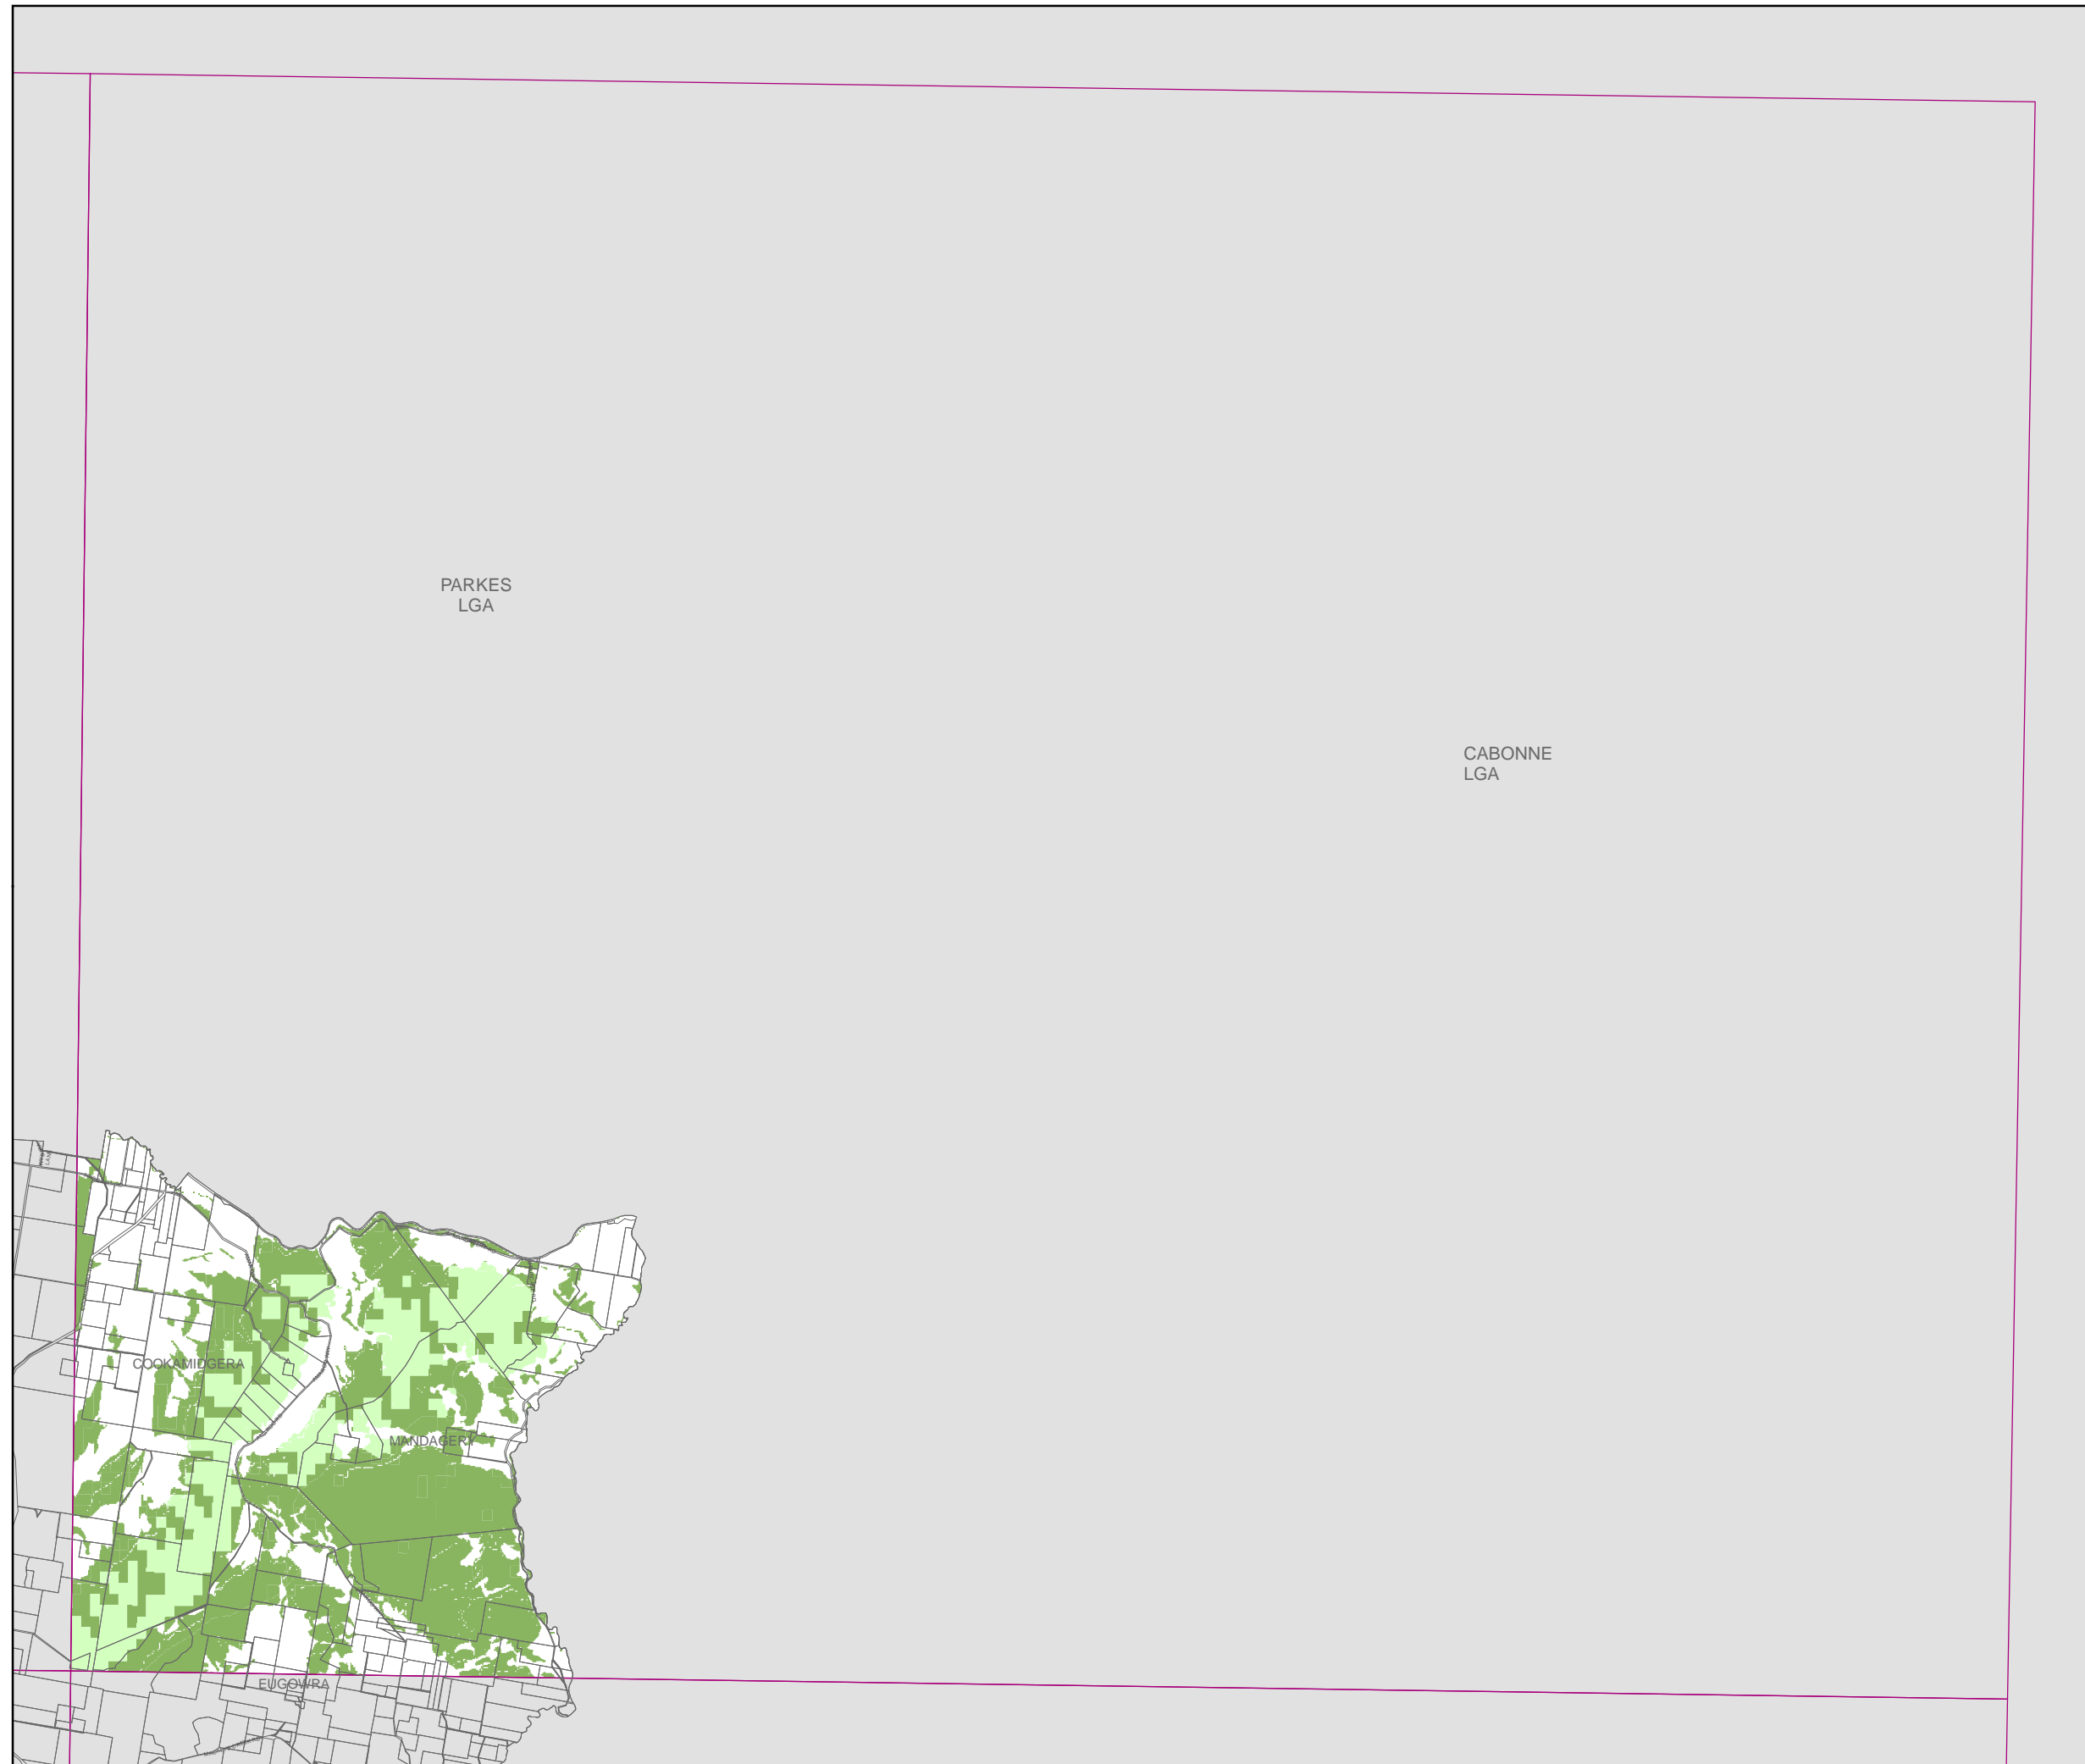 PARKES
LGA
CABONNE
LGA
COOKAMIDGERA
MANDAGERY
EUGOWRA